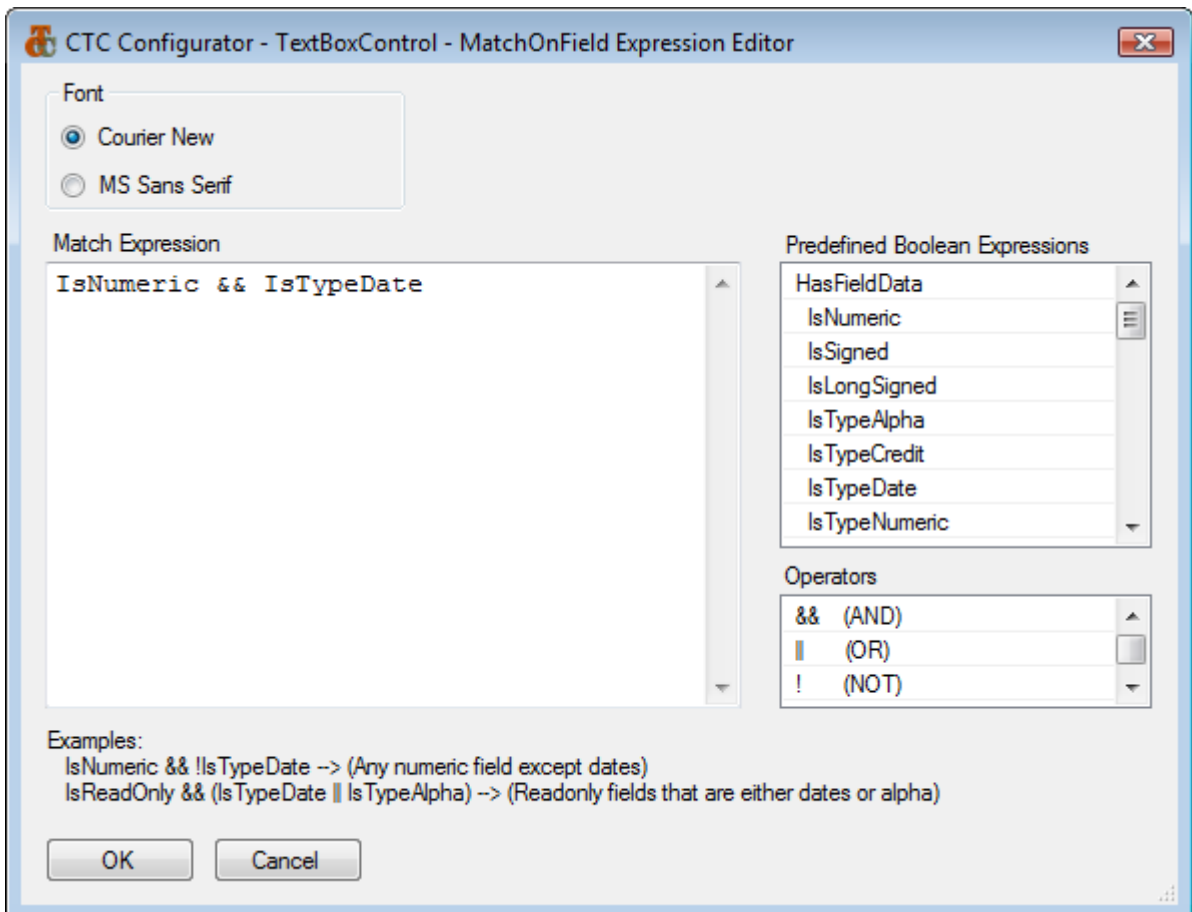 CTC Configurator - TextBoxControl - MatchOnField Expression Editor
Font
Courier New
MS Sans Serif
Match Expression
IsNumeric && IsTypeDate
Predefined Boolean Expressions
HasFieldData
IsNumeric
IsSigned
IsLongSigned
IsTypeAlpha
IsTypeCredit
IsTypeDate
IsTypeNumeric
Operators
&& (AND)
|| (OR)
! (NOT)
Examples:
IsNumeric && !IsTypeDate --> (Any numeric field except dates)
IsReadOnly && (IsTypeDate || IsTypeAlpha) --> (Readonly fields that are either dates or alpha)
OK
Cancel